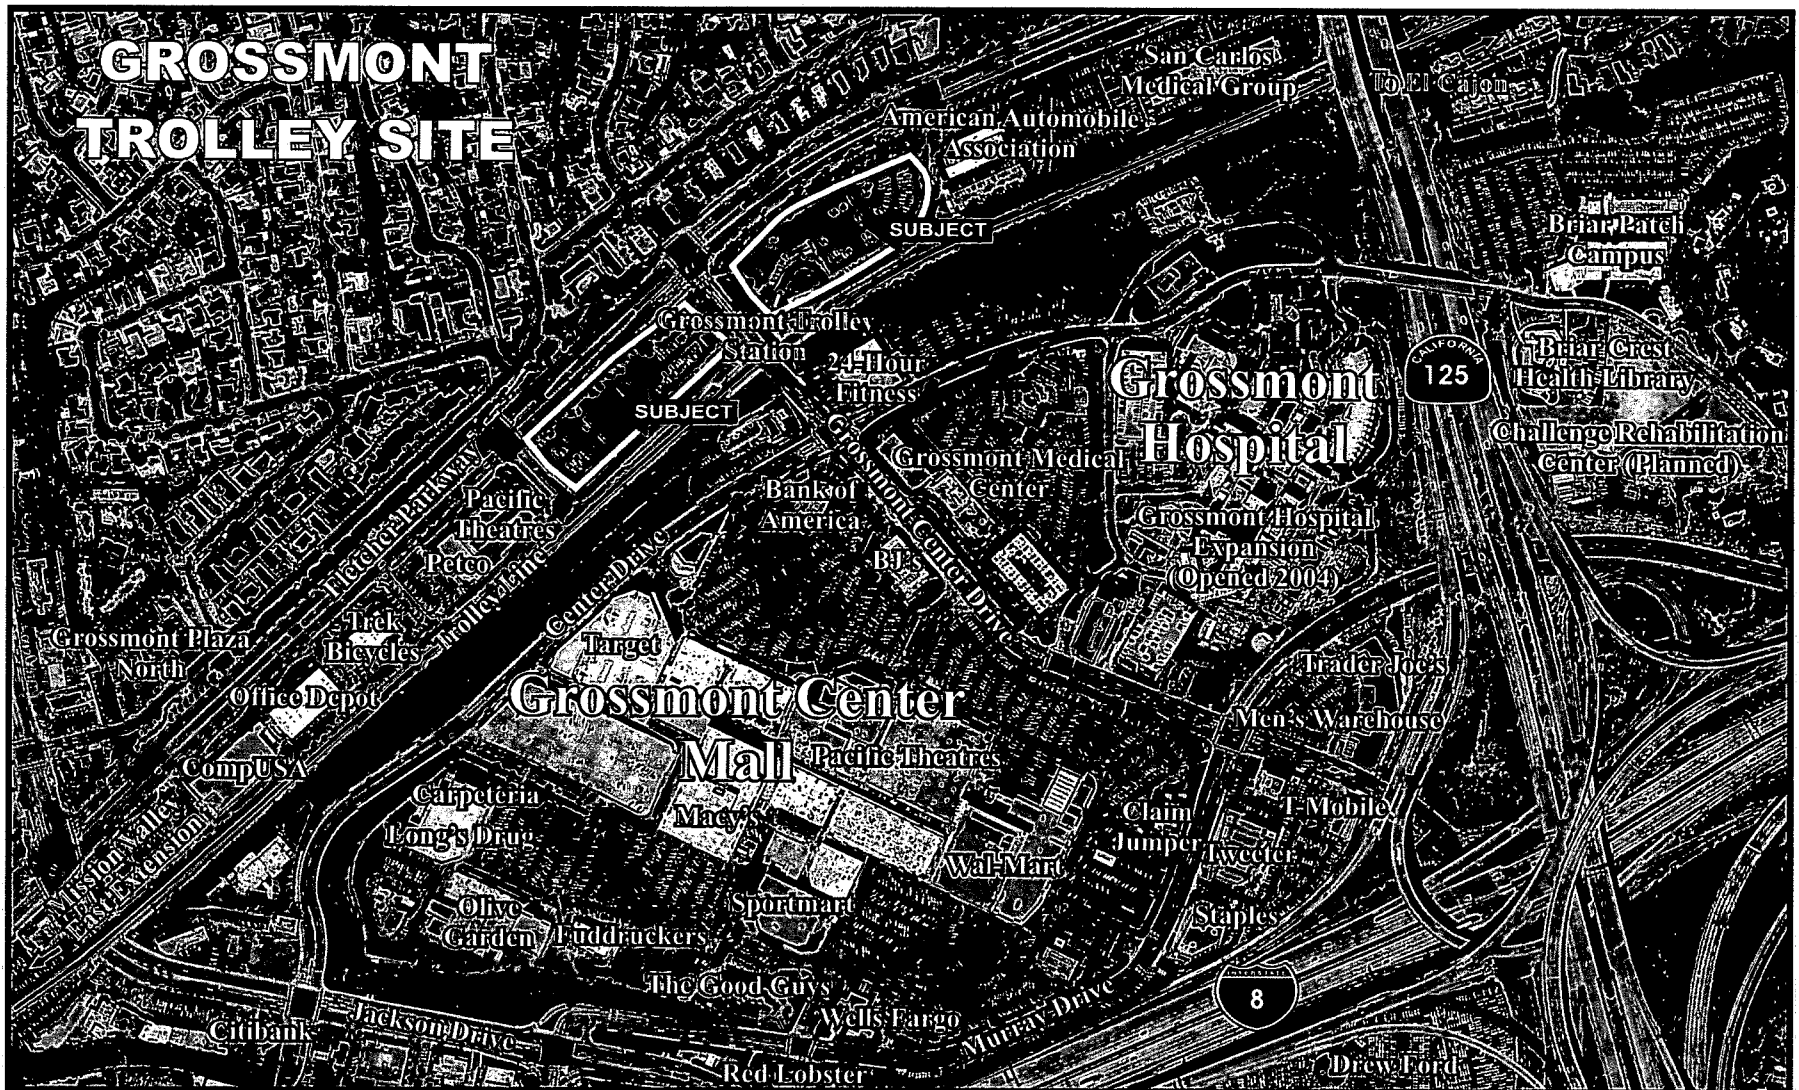 GROSSMONT
TROLLEY SITE
San Carlos
Medical Group
To El Cajon
American Automobile
Association
SUBJECT
Briar Patch
Campus
Grossmont Trolley
Station
24-Hour
Fitness
CALIFORNIA
125
Briar Crest
Health Library
Grossmont
Hospital
SUBJECT
Challenge Rehabilitation
Center (Planned)
Grossmont Medical
Center
Grossmont Center Drive
Bank of
America
Pacific
Theatres
Fletcher Parkway
Grossmont Hospital
Expansion
(Opened 2004)
BJ's
Petco
Trolley Line
Center Drive
Grossmont Plaza
North
Trek
Bicycles
Target
Trader Joe's
Office Depot
Grossmont Center
Mall
Men's Warehouse
Pacific Theatres
CompUSA
Carpeteria
Long's Drug
Macy's
Claim
Jumper
T-Mobile
Tweeter
Wal-Mart
Mission Valley
East Extension
Olive
Garden
Fuddruckers
Sportmart
Staples
The Good Guys
INTERSTATE
8
Citibank
Jackson Drive
Wells Fargo
Murray Drive
Red Lobster
Drew Ford